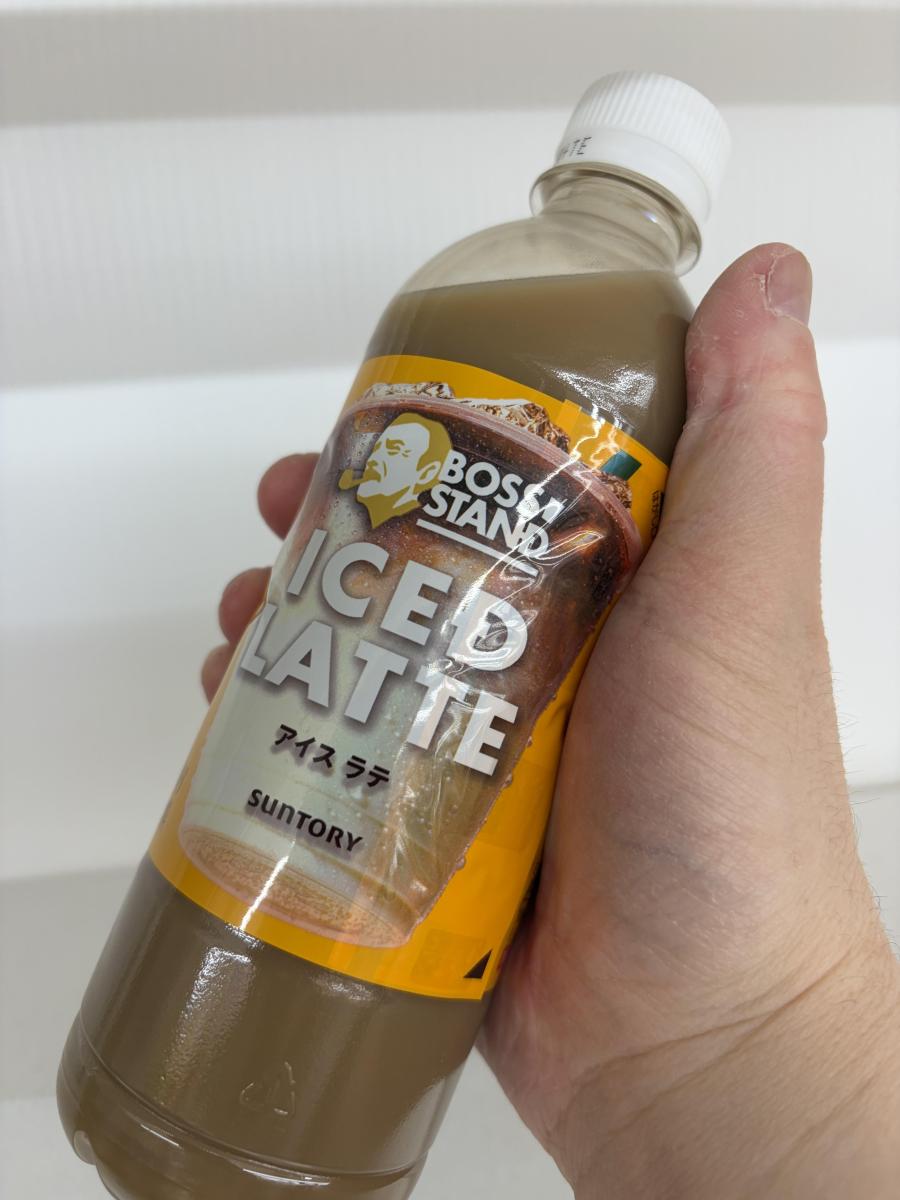 BOSS
STAND
ICED
LATTE
アイス ラテ
SUNTORY